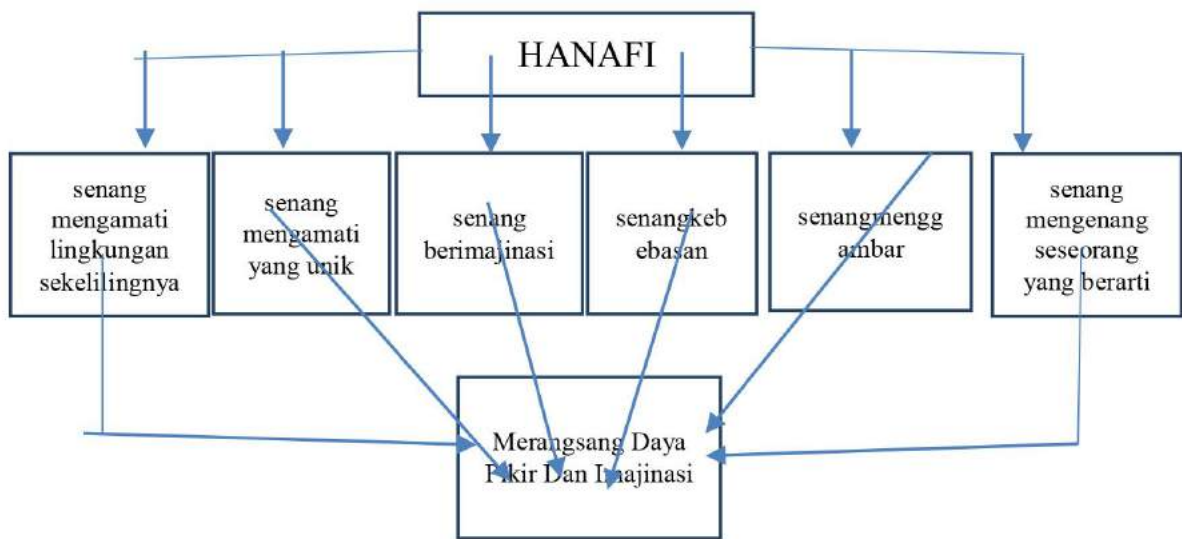 HANAFI
senang
mengamati
lingkungan
sekelilingnya
senang
mengamati
yang unik
senang
berimajinasi
senangkeb
ebasan
senangmengg
ambar
senang
mengenang
seseorang
yang berarti
Merangsang Daya
Fikir Dan Imajinasi